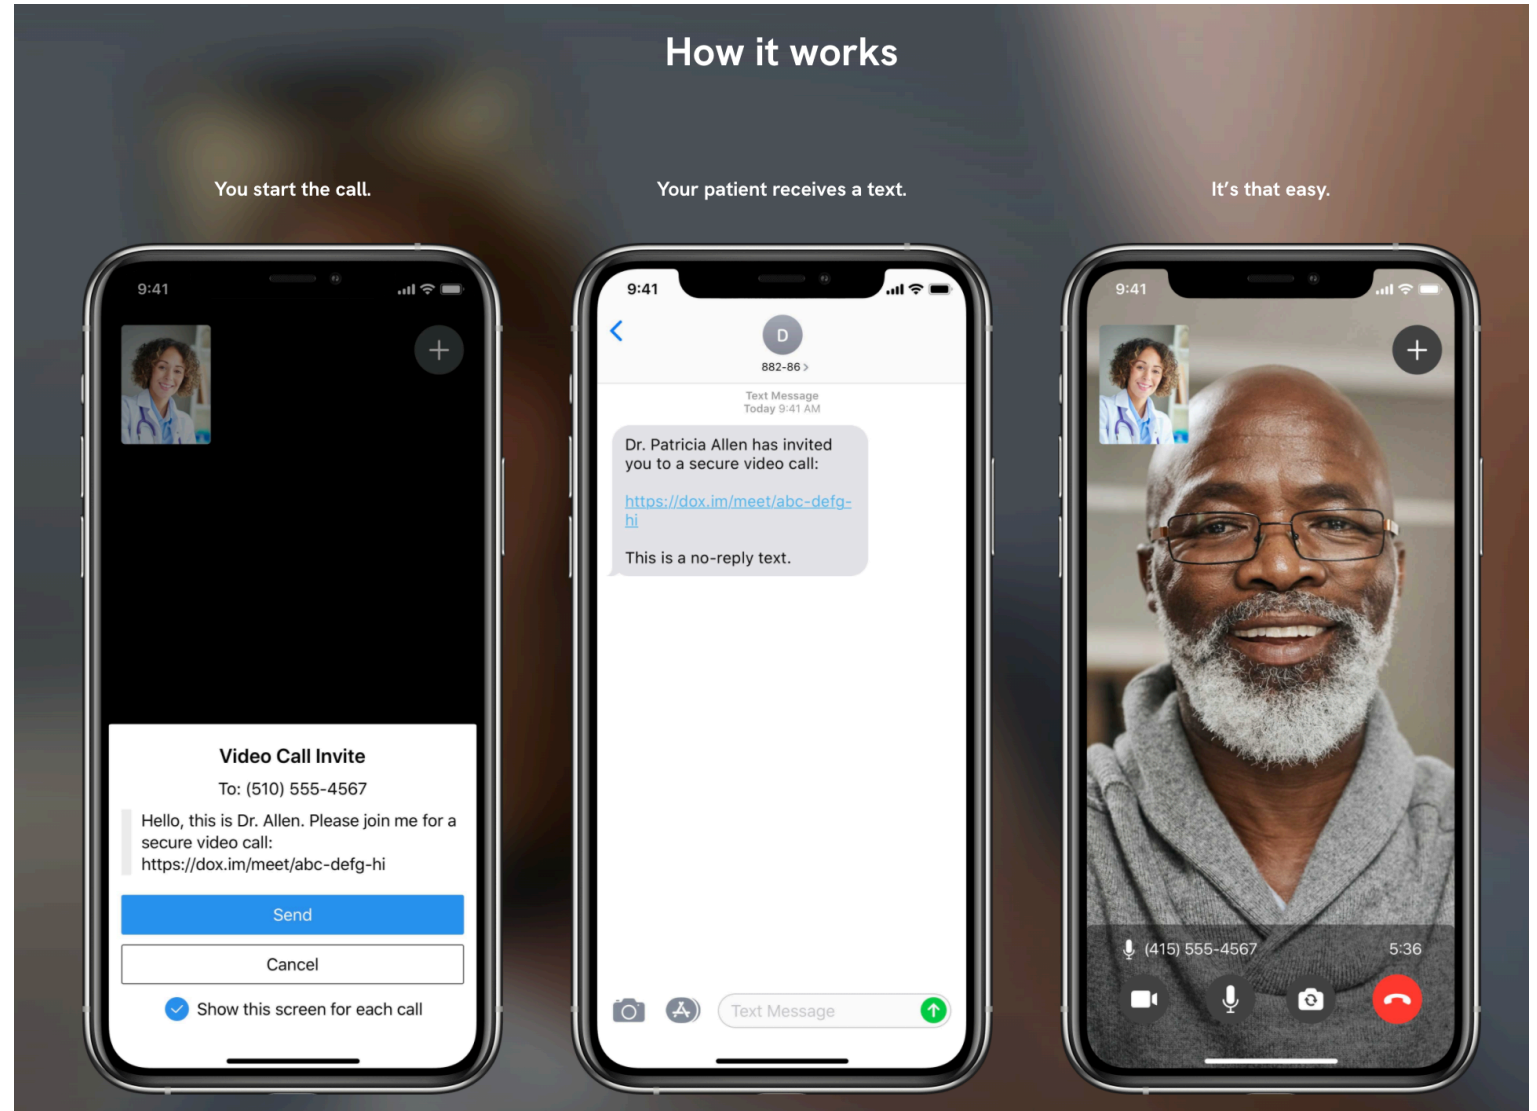 How it works
You start the call.
Your patient receives a text.
It's that easy.
9:41
Video Call Invite
To: (510) 555-4567
Hello, this is Dr. Allen. Please join me for a
secure video call:
https://dox.im/meet/abc-defg-hi
Send
Cancel
Show this screen for each call
9:41
D
882-86 >
Text Message
Today 9:41 AM
Dr. Patricia Allen has invited
you to a secure video call:
https://dox.im/meet/abc-defg-
hi
This is a no-reply text.
Text Message
9:41
(415) 555-4567
5:36